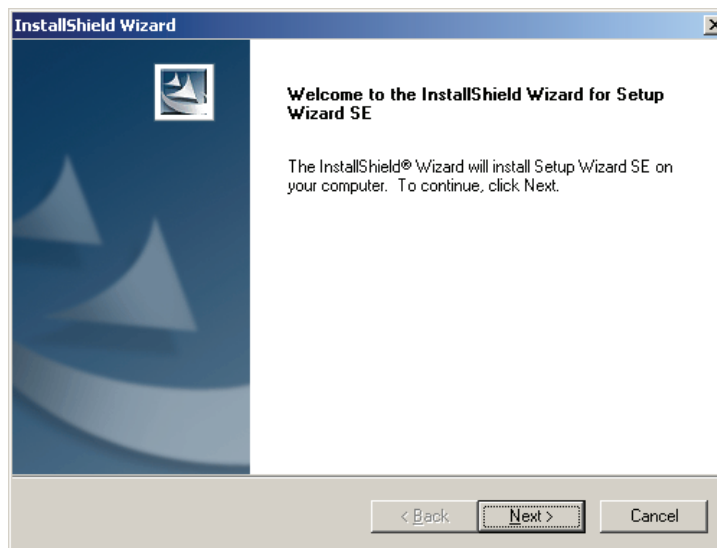 InstallShield Wizard
Welcome to the InstallShield Wizard for Setup
Wizard SE
The InstallShield® Wizard will install Setup Wizard SE on
your computer. To continue, click Next.
< Back
Next >
Cancel